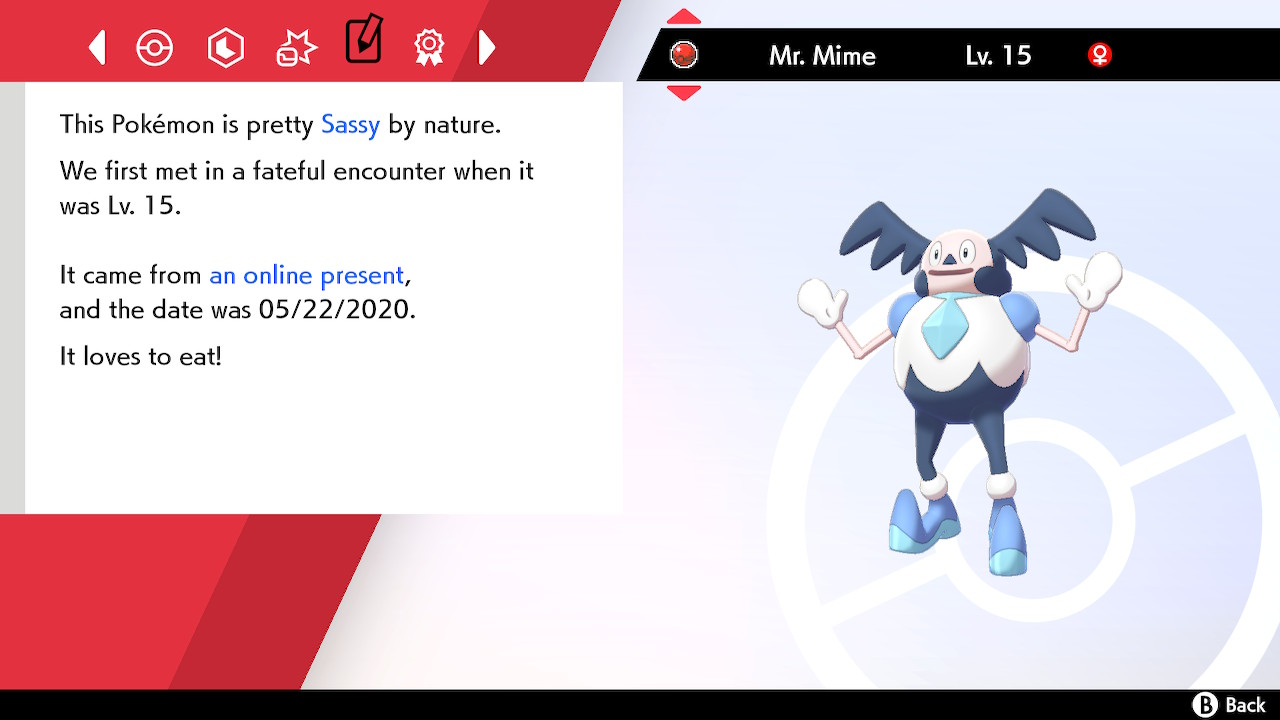 Mr. Mime Lv. 15 ♀
This Pokémon is pretty Sassy by nature.
We first met in a fateful encounter when it
was Lv. 15.
It came from an online present,
and the date was 05/22/2020.
It loves to eat!
B Back